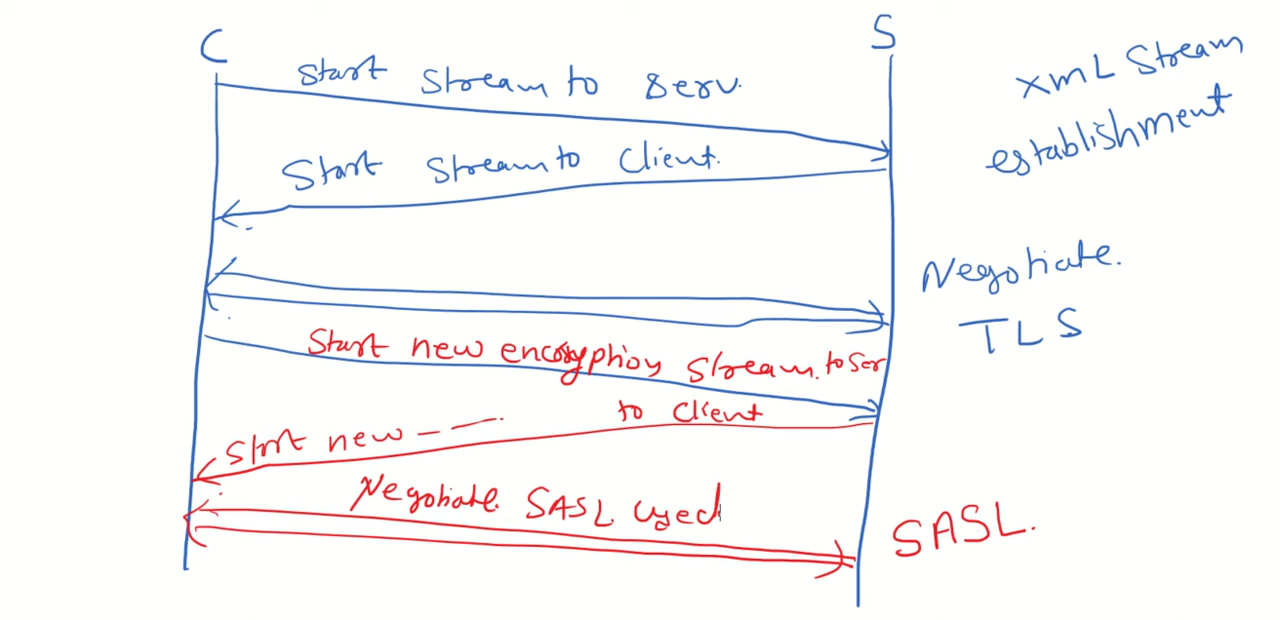 C
S
Start Stream to Serv.
xmL Stream
establishment
Start Stream to Client.
Negotiate.
TLS
Start new encryption Stream. to Ser
to Client
Start new - —
Negotiate. SASL used
SASL.